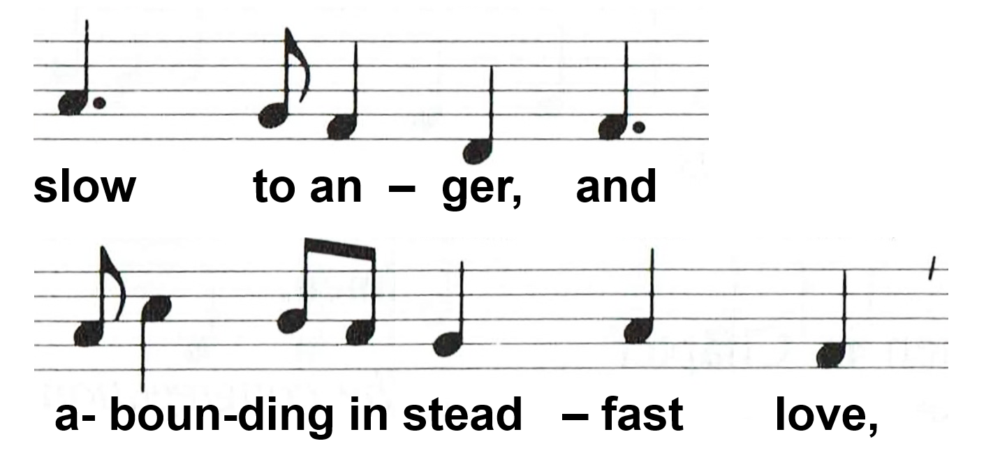 slow to an – ger, and
a- boun-ding in stead – fast love,